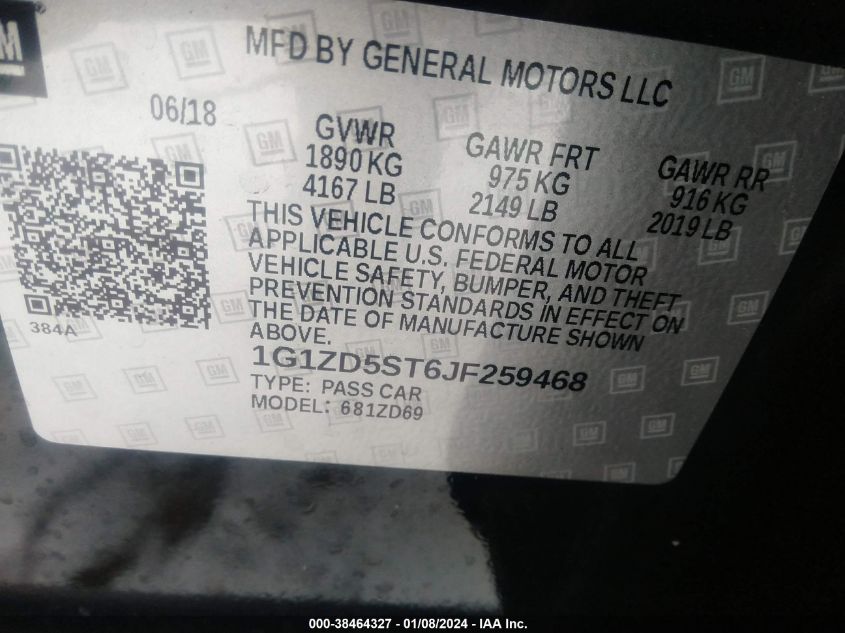 GM
MFD BY GENERAL MOTORS LLC
06/18
GVWR
1890 KG
4167 LB
GAWR FRT
975 KG
2149 LB
GAWR RR
916 KG
2019 LB
THIS VEHICLE CONFORMS TO ALL
APPLICABLE U.S. FEDERAL MOTOR
VEHICLE SAFETY, BUMPER, AND THEFT
PREVENTION STANDARDS IN EFFECT ON
THE DATE OF MANUFACTURE SHOWN
ABOVE.
384A
1G1ZD5ST6JF259468
TYPE: PASS CAR
MODEL: 681ZD69
000-38464327 - 01/08/2024 - IAA Inc.